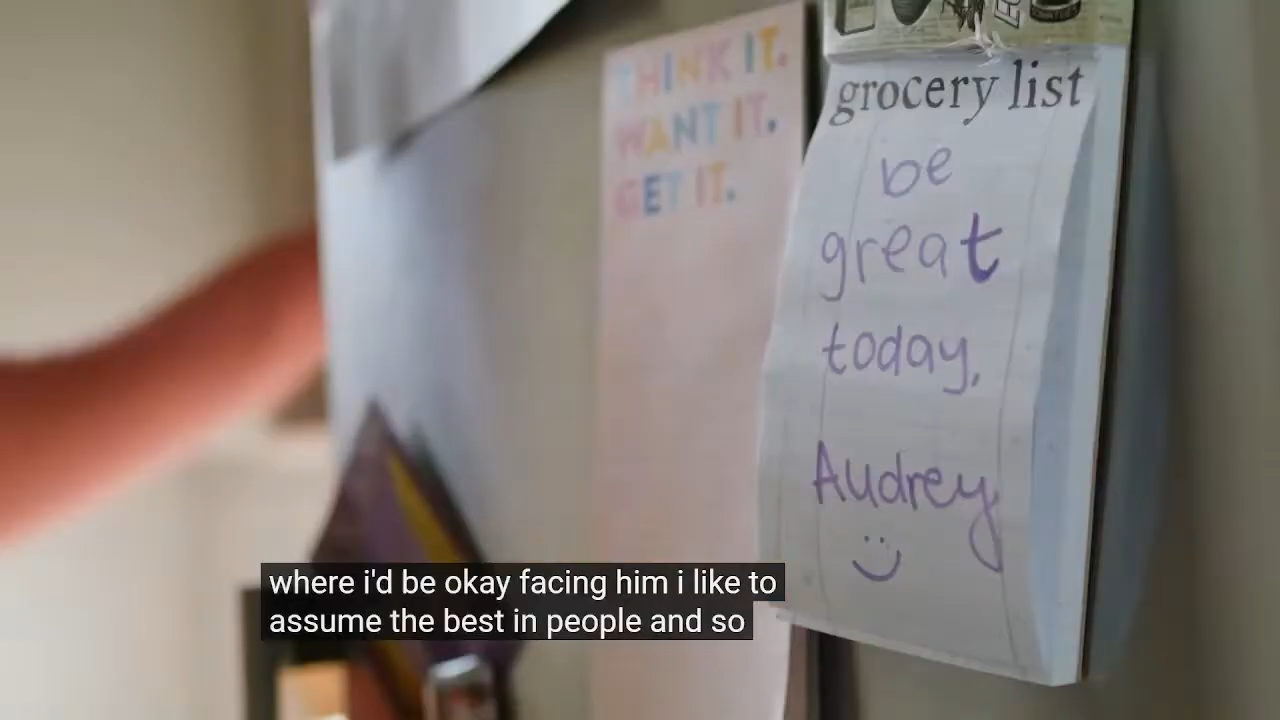 THINK IT.
WANT IT.
GET IT.
grocery list
be
great
today,
Audrey
where i'd be okay facing him i like to
assume the best in people and so